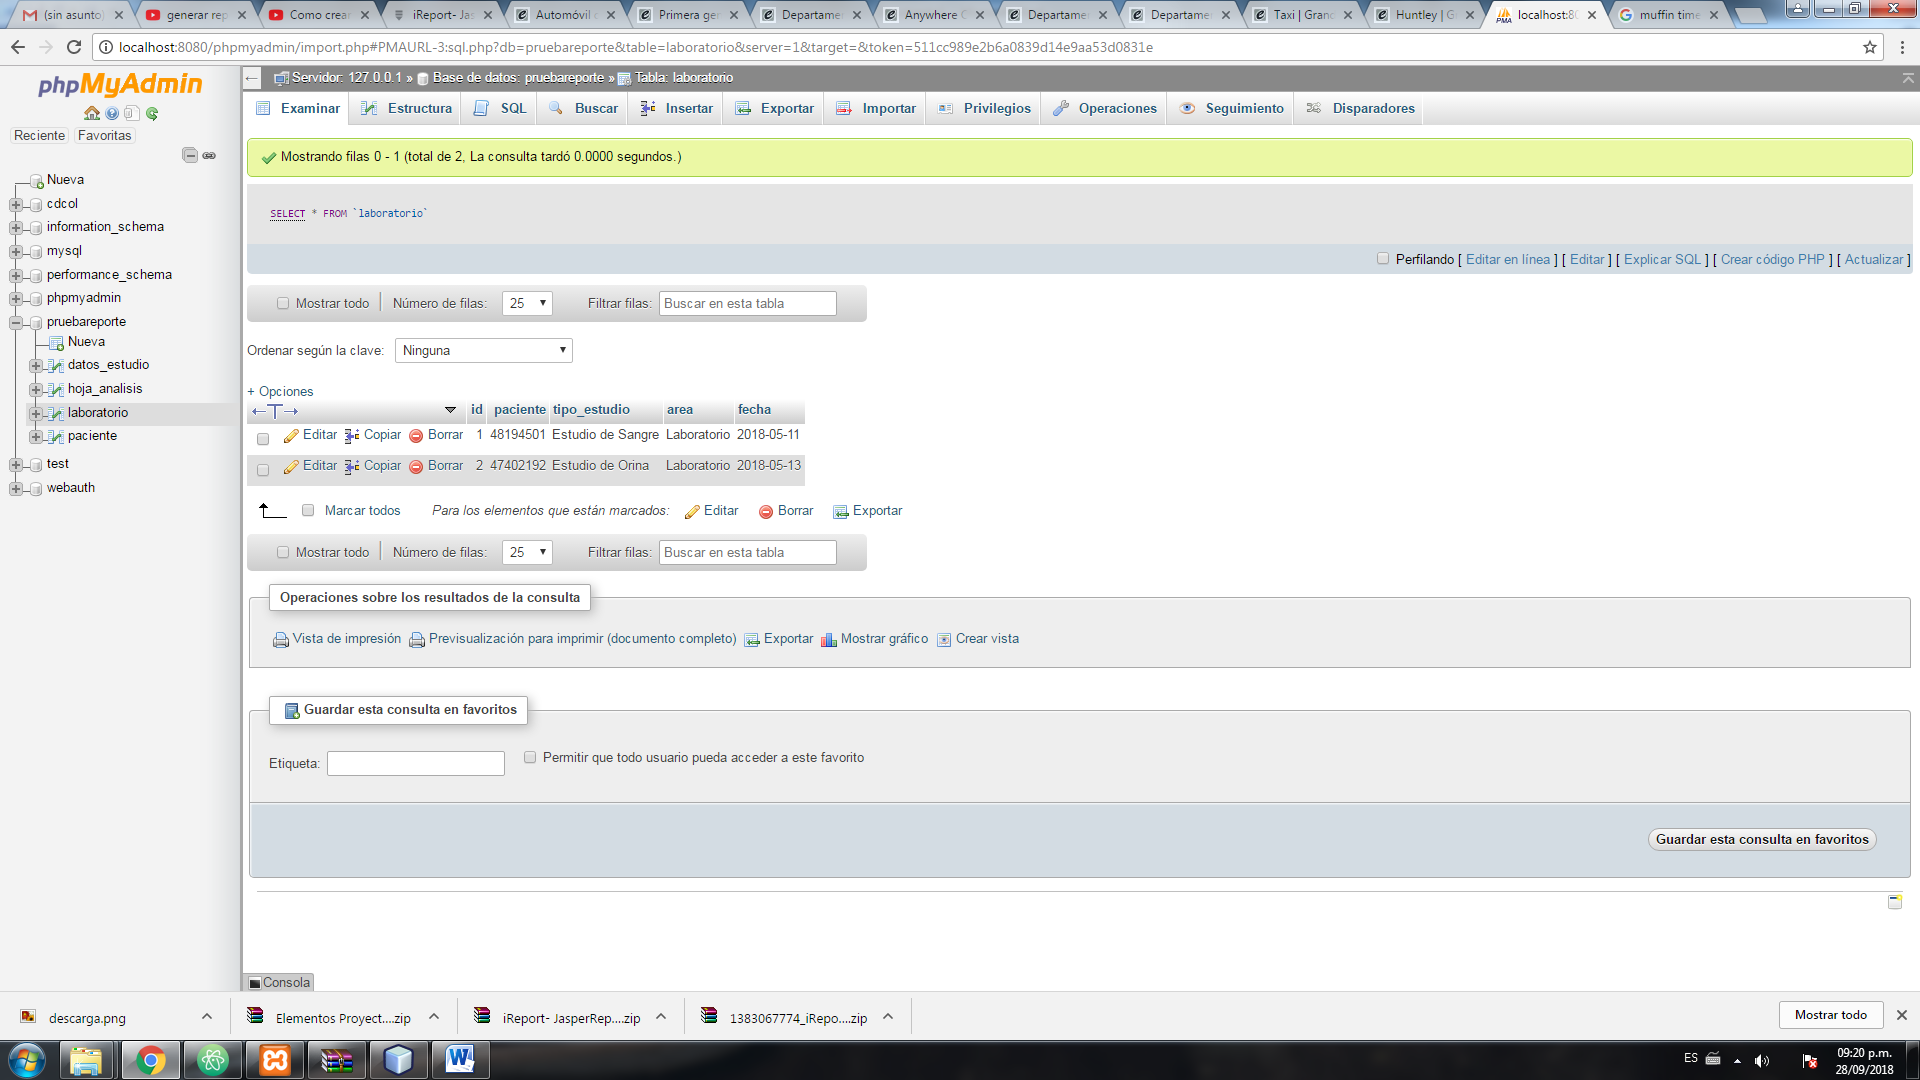 (sin asunto)
generar rep
Como crear
iReport- Jas
Automóvil
Primera ge
Departame
Anywhere
Departame
Departame
Taxi | Gran
Huntley | G
localhost:80
muffin time
localhost:8080/phpmyadmin/import.php#PMAURL-3:sql.php?db=pruebareporte&table=laboratorio&server=1&target=&token=511cc989e2b6a0839d14e9aa53d0831e
phpMyAdmin
Reciente Favoritas
Nueva
cdcol
information_schema
mysql
performance_schema
phpmyadmin
pruebareporte
Nueva
datos_estudio
hoja_analisis
laboratorio
paciente
test
webauth
Servidor: 127.0.0.1 » Base de datos: pruebareporte » Tabla: laboratorio
Examinar Estructura SQL Buscar Insertar Exportar Importar Privilegios Operaciones Seguimiento Disparadores
Mostrando filas 0 - 1 (total de 2, La consulta tardó 0.0000 segundos.)
SELECT * FROM `laboratorio`
Perfilando [ Editar en línea ] [ Editar ] [ Explicar SQL ] [ Crear código PHP ] [ Actualizar ]
Mostrar todo Número de filas: 25 Filtrar filas: Buscar en esta tabla
Ordenar según la clave: Ninguna
+ Opciones
←T→ id paciente tipo_estudio area fecha
Editar Copiar Borrar 1 48194501 Estudio de Sangre Laboratorio 2018-05-11
Editar Copiar Borrar 2 47402192 Estudio de Orina Laboratorio 2018-05-13
Marcar todos Para los elementos que están marcados: Editar Borrar Exportar
Mostrar todo Número de filas: 25 Filtrar filas: Buscar en esta tabla
Operaciones sobre los resultados de la consulta
Vista de impresión Previsualización para imprimir (documento completo) Exportar Mostrar gráfico Crear vista
Guardar esta consulta en favoritos
Etiqueta: Permitir que todo usuario pueda acceder a este favorito
Guardar esta consulta en favoritos
Consola
descarga.png
Elementos Proyect....zip
iReport- JasperRep....zip
1383067774_iRepo....zip
Mostrar todo
ES
09:20 p.m.
28/09/2018